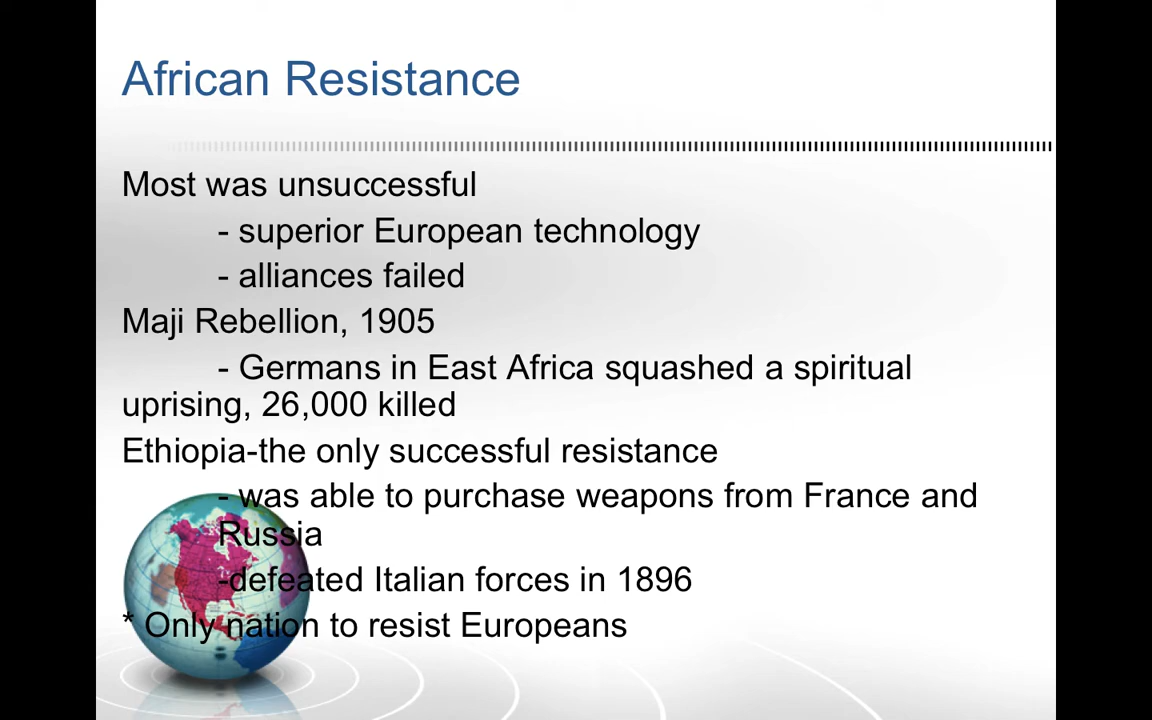 African Resistance
Most was unsuccessful
- superior European technology
- alliances failed
Maji Rebellion, 1905
- Germans in East Africa squashed a spiritual
uprising, 26,000 killed
Ethiopia-the only successful resistance
- was able to purchase weapons from France and
Russia
-defeated Italian forces in 1896
* Only nation to resist Europeans